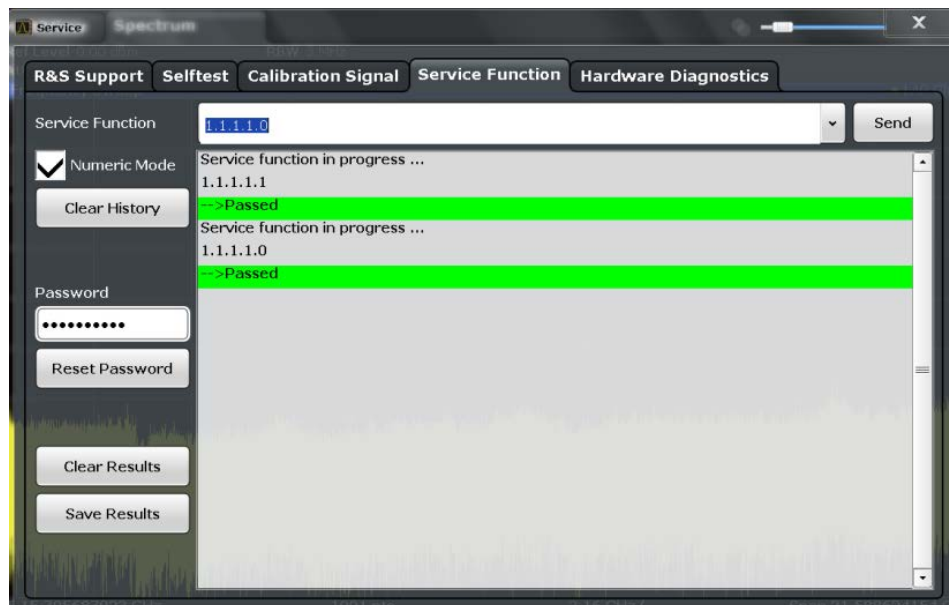 Service
Spectrum
X
R&S Support Selftest Calibration Signal Service Function Hardware Diagnostics
Service Function
1.1.1.1.0
Send
Numeric Mode
Clear History
Password
••••••••••
Reset Password
Clear Results
Save Results
Service function in progress ...
1.1.1.1.1
-->Passed
Service function in progress ...
1.1.1.1.0
-->Passed